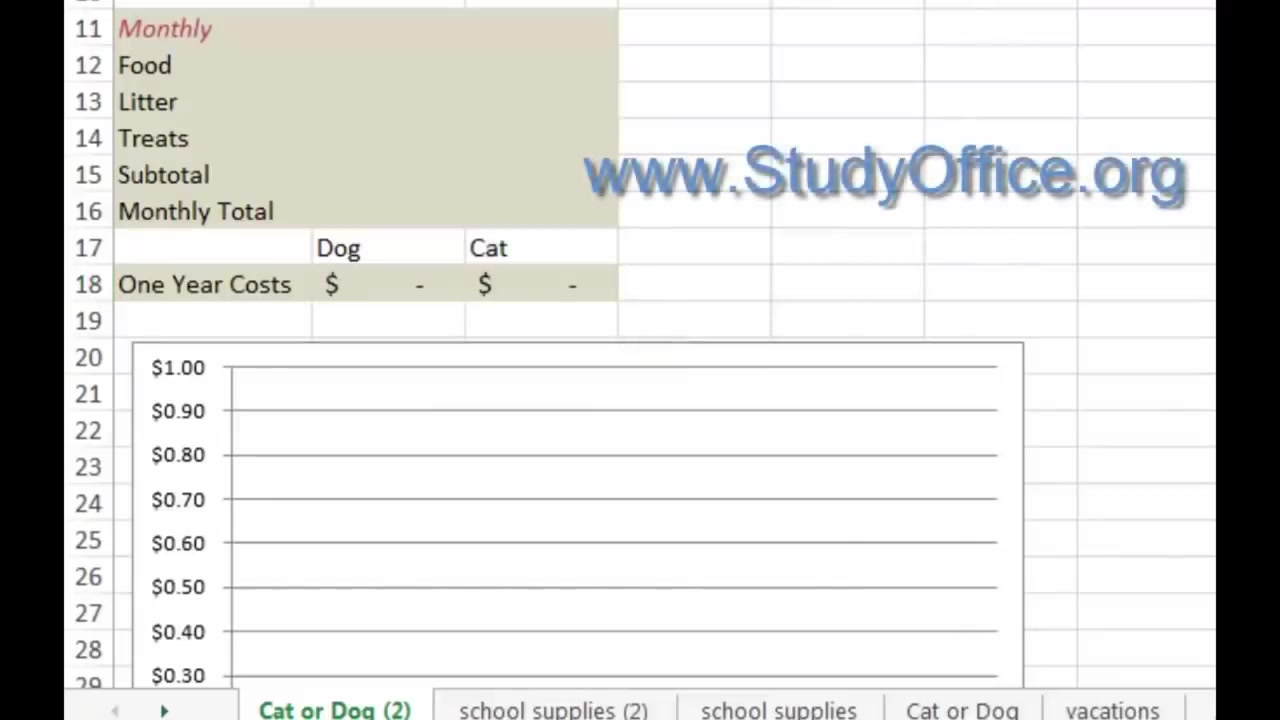 11 Monthly
12 Food
13 Litter
14 Treats
15 Subtotal
www.StudyOffice.org
16 Monthly Total
17 Dog Cat
18 One Year Costs $ - $ -
19
20
$1.00
21
$0.90
22
$0.80
23
$0.70
24
$0.60
25
26
$0.50
27
$0.40
28
$0.30
29
Cat or Dog (2) school supplies (2) school supplies Cat or Dog vacations